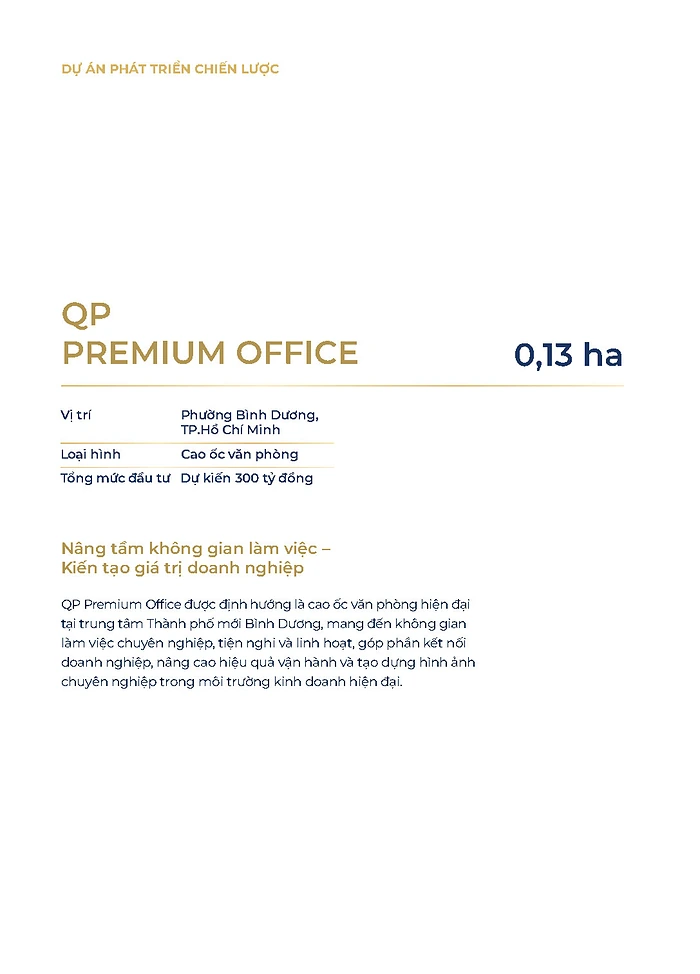 DỰ ÁN PHÁT TRIỂN CHIẾN LƯỢC
QP
PREMIUM OFFICE
0,13 ha
Vị trí
Phường Bình Dương,
TP.Hồ Chí Minh
Loại hình
Cao ốc văn phòng
Tổng mức đầu tư
Dự kiến 300 tỷ đồng
Nâng tầm không gian làm việc –
Kiến tạo giá trị doanh nghiệp
QP Premium Office được định hướng là cao ốc văn phòng hiện đại
tại trung tâm Thành phố mới Bình Dương, mang đến không gian
làm việc chuyên nghiệp, tiện nghi và linh hoạt, góp phần kết nối
doanh nghiệp, nâng cao hiệu quả vận hành và tạo dựng hình ảnh
chuyên nghiệp trong môi trường kinh doanh hiện đại.